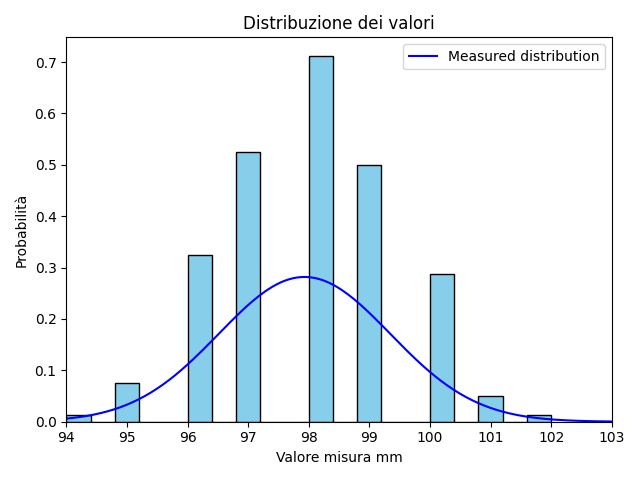 Distribuzione dei valori
Measured distribution
Probabilità
0.7
0.6
0.5
0.4
0.3
0.2
0.1
0.0
94 95 96 97 98 99 100 101 102 103
Valore misura mm